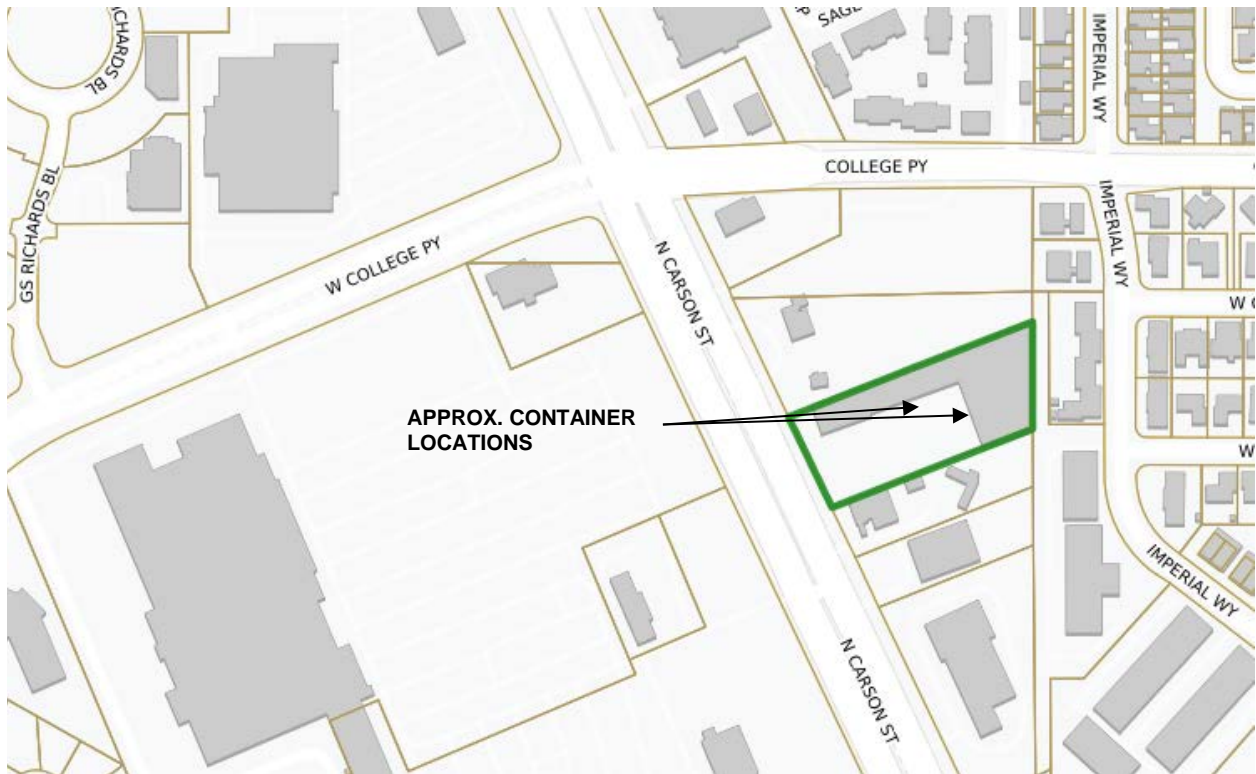 SAGE
IMPERIAL WY
RICHARDS BL
COLLEGE PY
GS RICHARDS BL
W COLLEGE PY
IMPERIAL WY
N CARSON ST
W
APPROX. CONTAINER
LOCATIONS
W
IMPERIAL WY
N CARSON ST